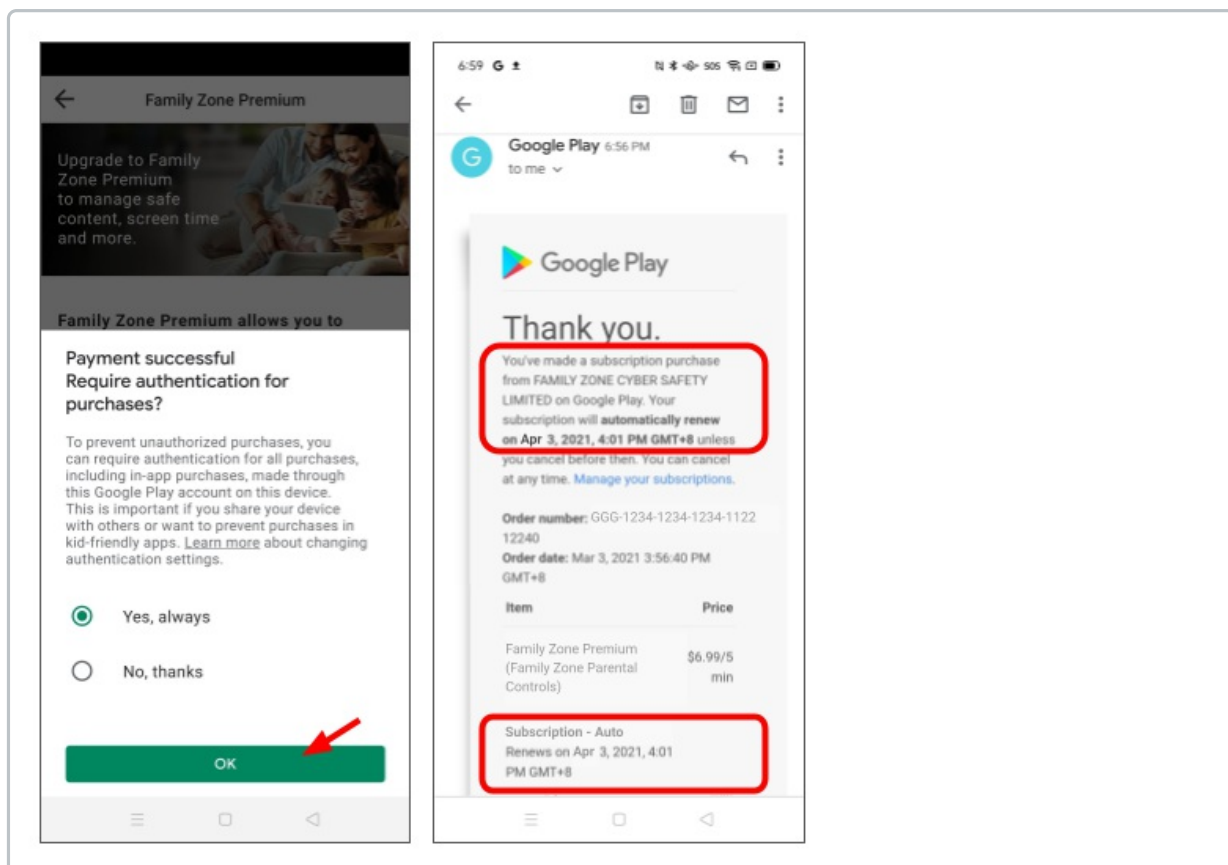 Family Zone Premium
Upgrade to Family
Zone Premium
to manage safe
content, screen time
and more.
Family Zone Premium allows you to
Payment successful
Require authentication for
purchases?
To prevent unauthorized purchases, you
can require authentication for all purchases,
including in-app purchases, made through
this Google Play account on this device.
This is important if you share your device
with others or want to prevent purchases in
kid-friendly apps. Learn more about changing
authentication settings.
Yes, always
No, thanks
OK
6:59 G SOS
G
Google Play 6:56 PM
to me
Google Play
Thank you.
You've made a subscription purchase
from FAMILY ZONE CYBER SAFETY
LIMITED on Google Play. Your
subscription will automatically renew
on Apr 3, 2021, 4:01 PM GMT+8 unless
you cancel before then. You can cancel
at any time. Manage your subscriptions.
Order number: GGG-1234-1234-1234-1122
12240
Order date: Mar 3, 2021 3:56:40 PM
GMT+8
Item Price
Family Zone Premium
(Family Zone Parental
Controls)
$6.99/5
min
Subscription - Auto
Renews on Apr 3, 2021, 4:01
PM GMT+8